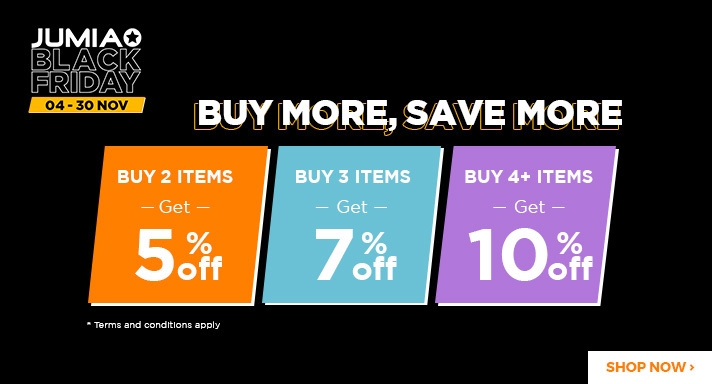 JUMIA
BLACK
FRIDAY
04 - 30 NOV
BUY MORE, SAVE MORE
BUY 2 ITEMS
— Get —
5% off
BUY 3 ITEMS
— Get —
7% off
BUY 4+ ITEMS
— Get —
10% off
* Terms and conditions apply
SHOP NOW ›